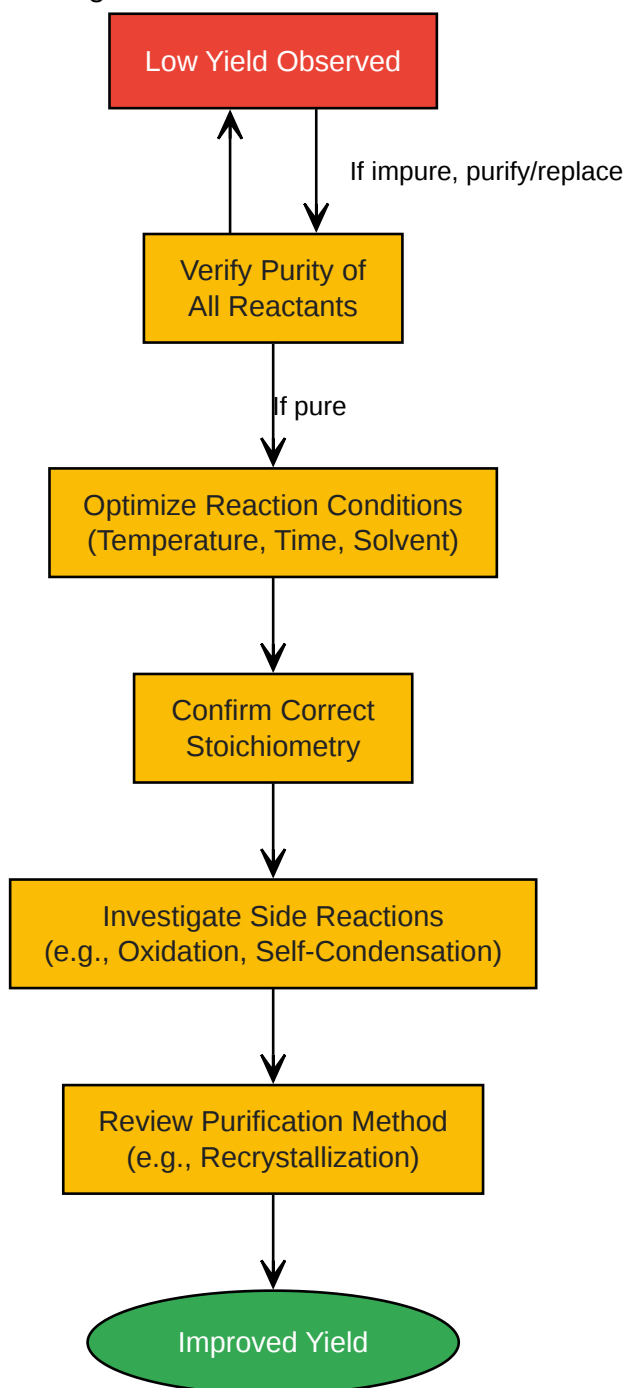 Low Yield Observed
If impure, purify/replace
Verify Purity of
All Reactants
If pure
Optimize Reaction Conditions
(Temperature, Time, Solvent)
Confirm Correct
Stoichiometry
Investigate Side Reactions
(e.g., Oxidation, Self-Condensation)
Review Purification Method
(e.g., Recrystallization)
Improved Yield